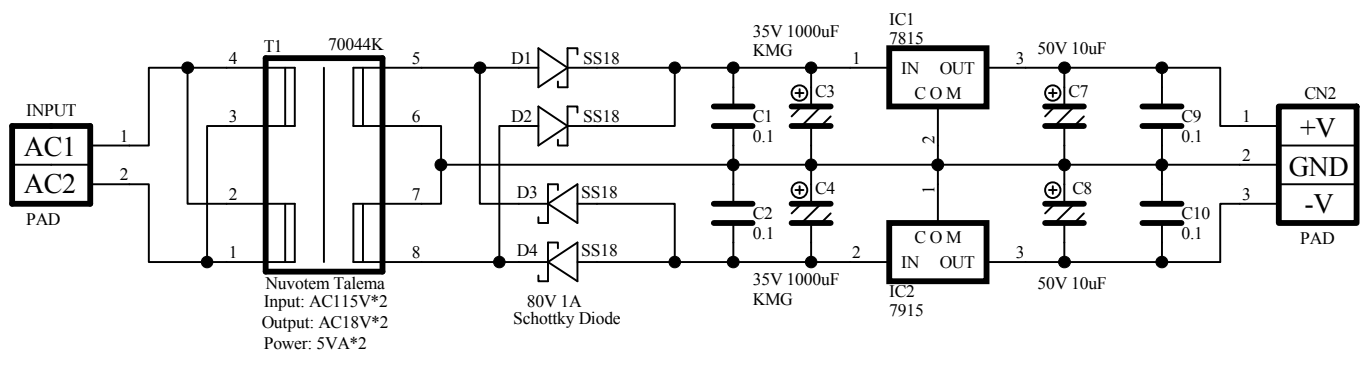 INPUT
AC1
AC2
PAD
1
2
T1 70044K
4
3
2
1
5
6
7
8
Nuvotem Talema
Input: AC115V*2
Output: AC18V*2
Power: 5VA*2
D1 SS18
D2 SS18
D3 SS18
D4 SS18
80V 1A
Schottky Diode
35V 1000uF
KMG
C1
0.1
C3
C2
0.1
C4
35V 1000uF
KMG
IC1
7815
1
IN OUT
COM
3
2
1
COM
IN OUT
2
3
IC2
7915
50V 10uF
C7
C9
0.1
C8
C10
0.1
50V 10uF
CN2
1
+V
2
GND
3
-V
PAD